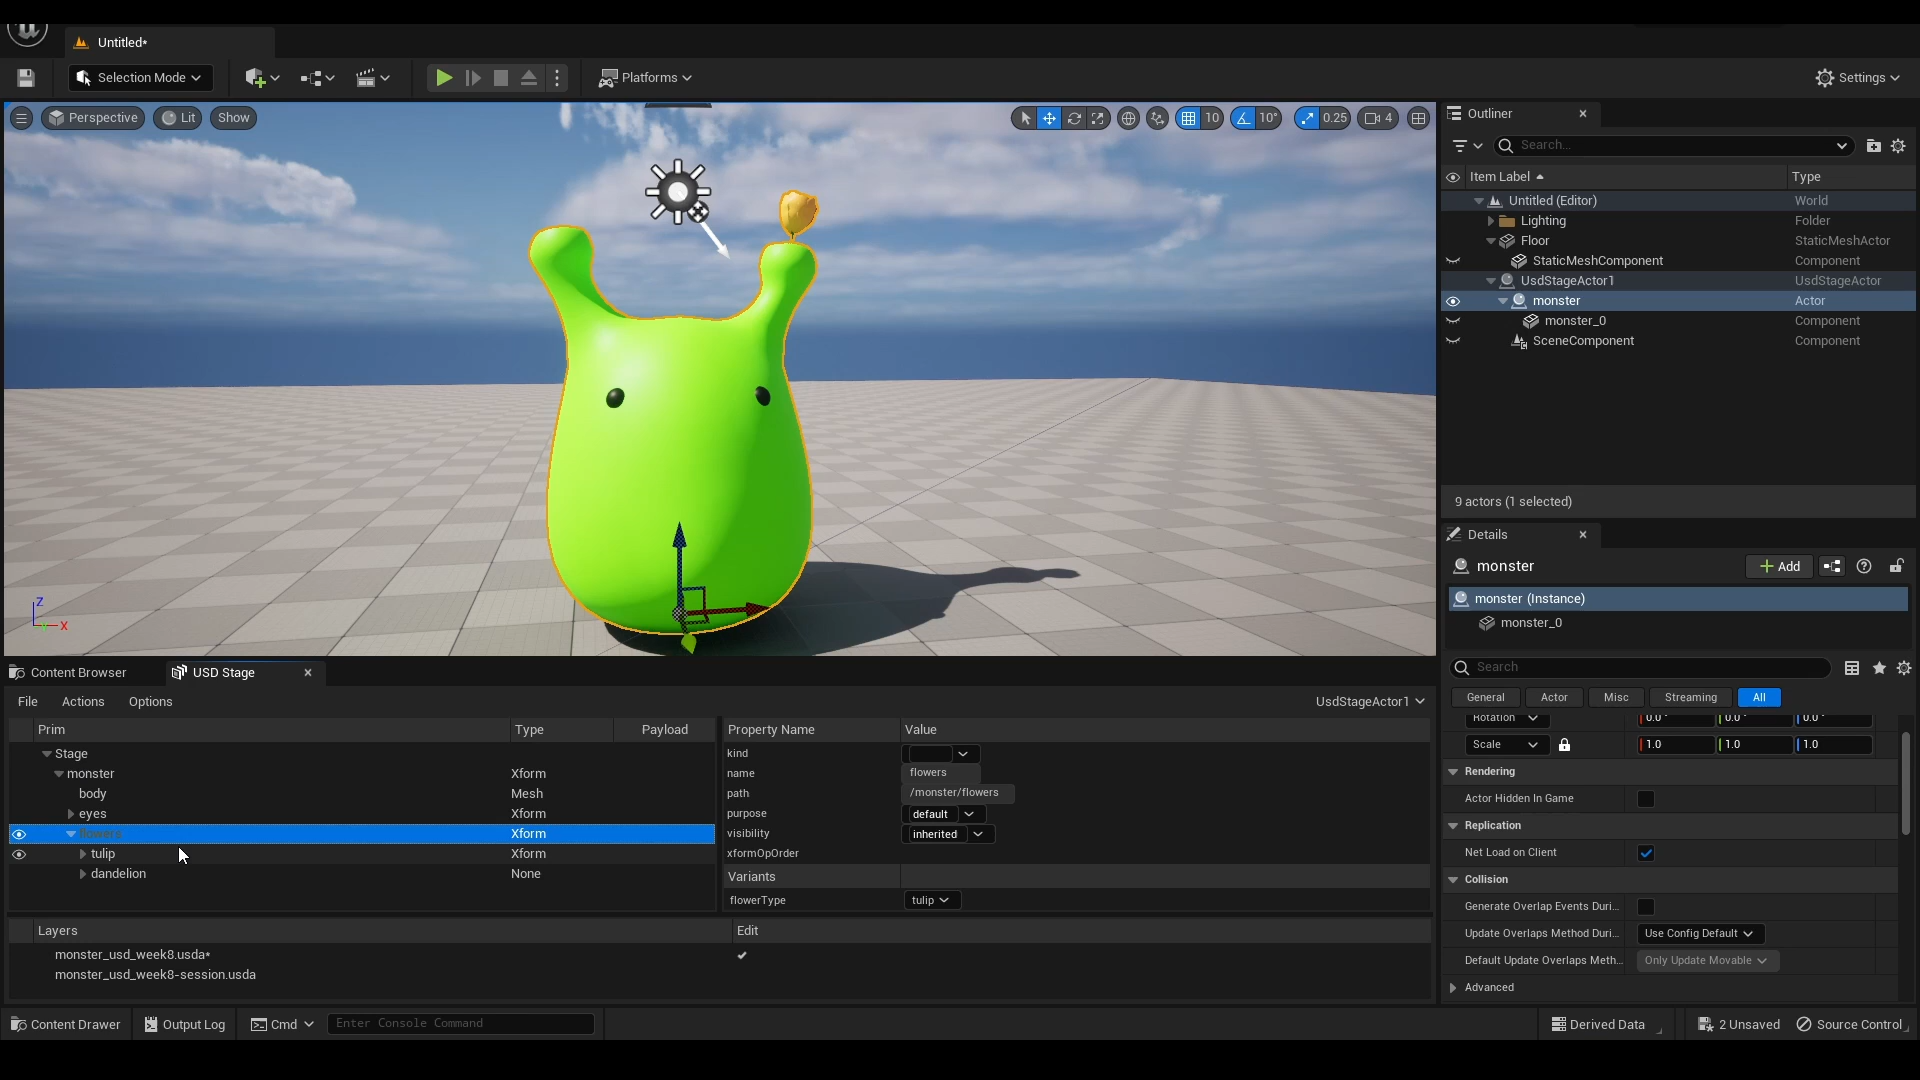 Untitled*
Selection Mode
Platforms
Settings
Perspective
Lit
Show
10
10°
0.25
4
Z
X
Outliner
Search...
Item Label
Type
Untitled (Editor)
World
Lighting
Folder
Floor
StaticMeshActor
StaticMeshComponent
Component
UsdStageActor1
UsdStageActor
monster
Actor
monster_0
Component
SceneComponent
Component
9 actors (1 selected)
Details
monster
Add
monster (Instance)
monster_0
Search
General
Actor
Misc
Streaming
All
Rotation
0.0°
0.0°
0.0°
Scale
1.0
1.0
1.0
Rendering
Actor Hidden In Game
Replication
Net Load on Client
Collision
Generate Overlap Events Duri...
Update Overlaps Method Duri...
Use Config Default
Default Update Overlaps Meth...
Only Update Movable
Advanced
Content Browser
USD Stage
File
Actions
Options
UsdStageActor1
Prim
Type
Payload
Stage
monster
Xform
body
Mesh
eyes
Xform
flowers
Xform
tulip
Xform
dandelion
None
Property Name
Value
kind
name
flowers
path
/monster/flowers
purpose
default
visibility
inherited
xformOpOrder
Variants
flowerType
tulip
Layers
Edit
monster_usd_week8.usda*
monster_usd_week8-session.usda
Content Drawer
Output Log
Cmd
Enter Console Command
Derived Data
2 Unsaved
Source Control